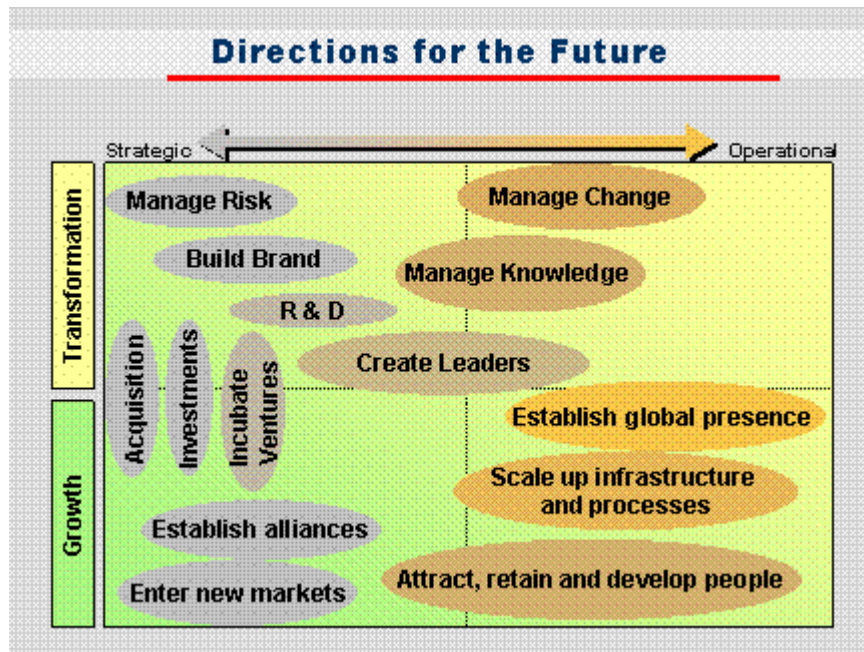 Directions for the Future
Strategic
Operational
Transformation
Growth
Manage Risk
Manage Change
Build Brand
Manage Knowledge
R & D
Create Leaders
Acquisition
Investments
Incubate
Ventures
Establish global presence
Scale up infrastructure
and processes
Establish alliances
Attract, retain and develop people
Enter new markets